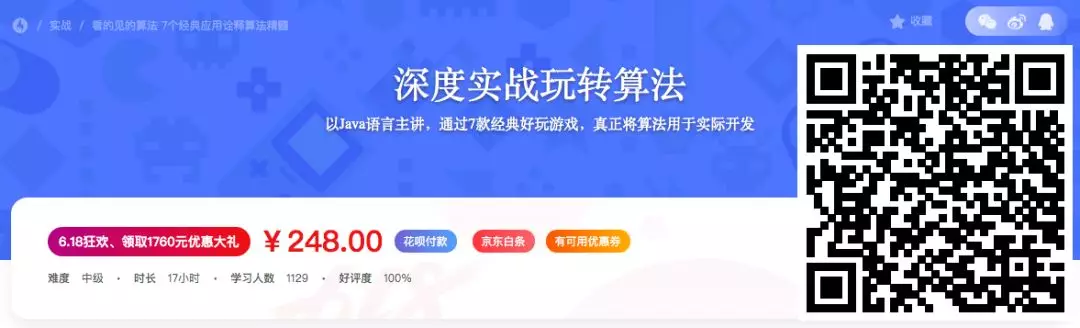 / 实战 / 看的见的算法 7个经典应用诠释算法精髓
收藏
深度实战玩转算法
以Java语言主讲，通过7款经典好玩游戏，真正将算法用于实际开发
6.18狂欢、领取1760元优惠大礼 ￥248.00 花呗付款 京东白条 有可用优惠券
难度 中级 · 时长 17小时 · 学习人数 1129 · 好评度 100%